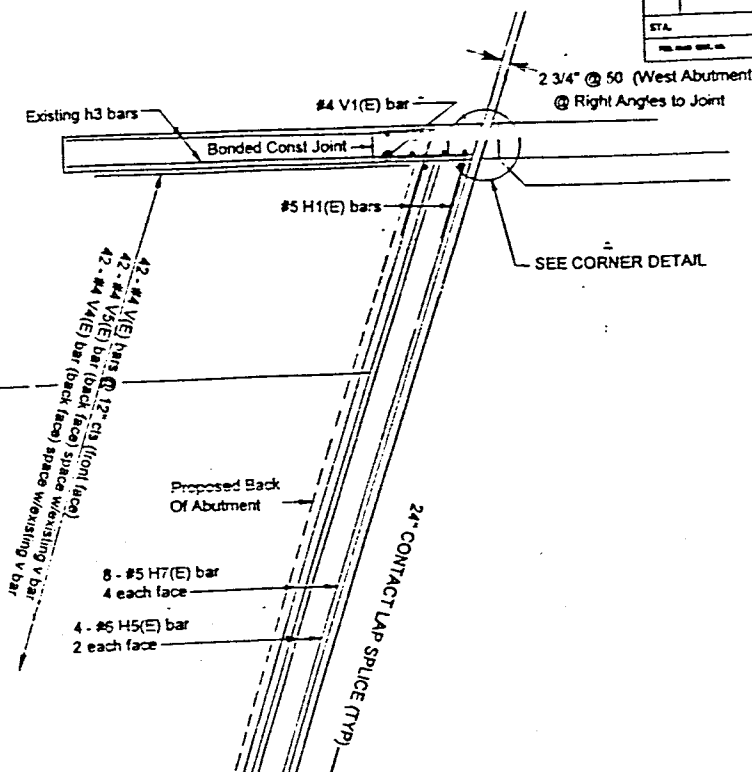 STA.
2 3/4" @ 50 (West Abutment
@ Right Angles to Joint
#4 V1(E) bar
Existing h3 bars
Bonded Const Joint
#5 H1(E) bars
SEE CORNER DETAIL
42 - #4 V(E) bars @ 12" cts (front face)
42 - #4 V5(E) bar (back face) space w/existing v bar
42 - #4 V4(E) bar (back face) space w/existing v bar
Proposed Back
Of Abutment
24" CONTACT LAP SPLICE (TYP)
8 - #5 H7(E) bar
4 each face
4 - #6 H5(E) bar
2 each face